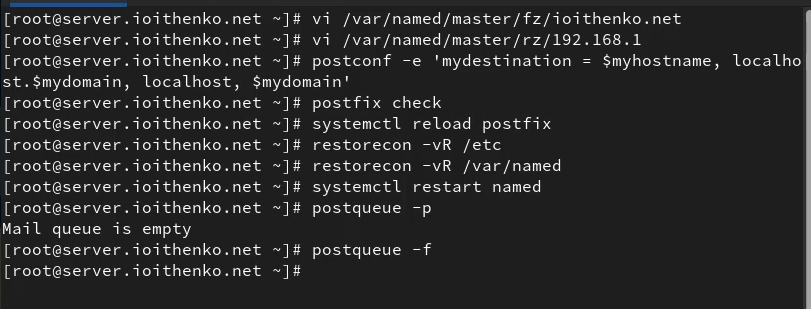 [root@server.ioithenko.net ~]# vi /var/named/master/fz/ioithenko.net
[root@server.ioithenko.net ~]# vi /var/named/master/rz/192.168.1
[root@server.ioithenko.net ~]# postconf -e 'mydestination = $myhostname, localho
st.$mydomain, localhost, $mydomain'
[root@server.ioithenko.net ~]# postfix check
[root@server.ioithenko.net ~]# systemctl reload postfix
[root@server.ioithenko.net ~]# restorecon -vR /etc
[root@server.ioithenko.net ~]# restorecon -vR /var/named
[root@server.ioithenko.net ~]# systemctl restart named
[root@server.ioithenko.net ~]# postqueue -p
Mail queue is empty
[root@server.ioithenko.net ~]# postqueue -f
[root@server.ioithenko.net ~]#